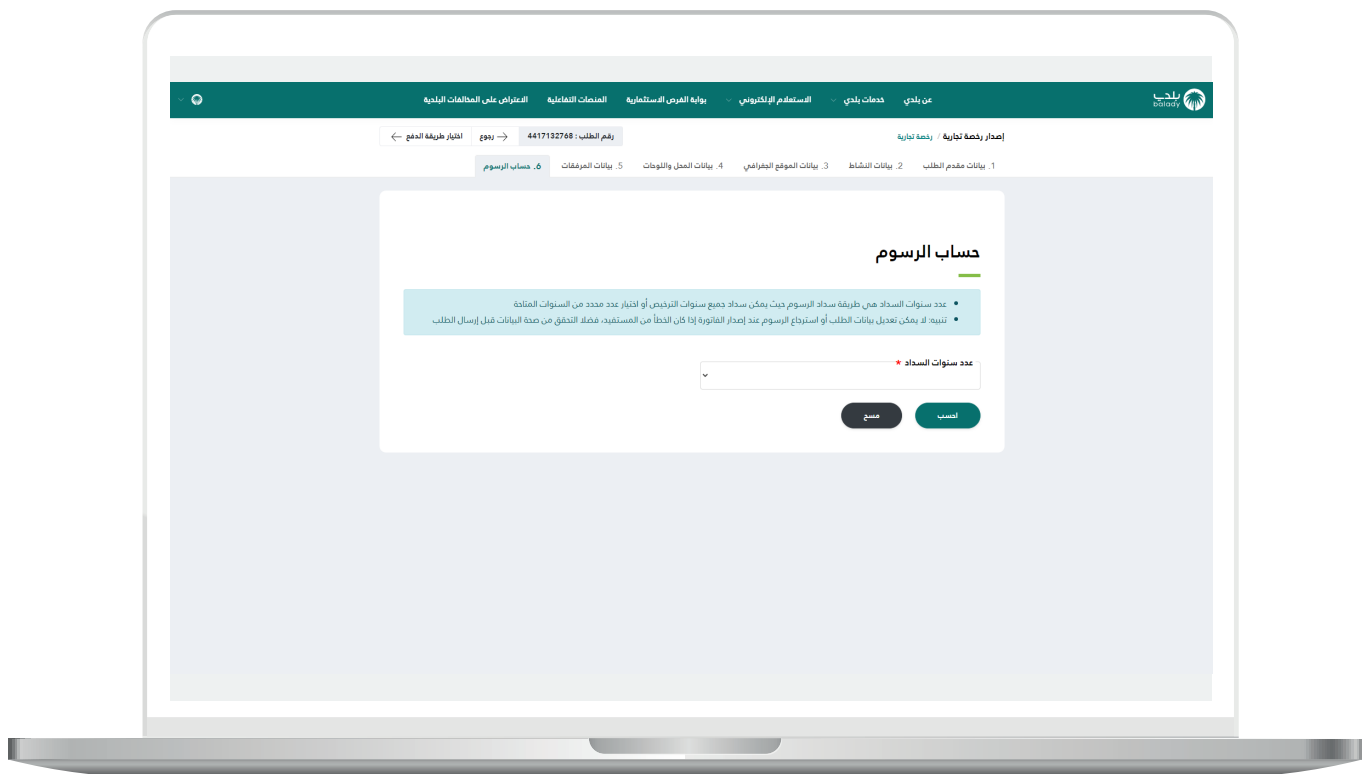 بلدي
balady
عن بلدي خدمات بلدي الاستعلام الإلكتروني بوابة الفرص الاستثمارية المنصات التفاعلية الاعتراض على المخالفات البلدية
إصدار رخصة تجارية / رخصة تجارية
رقم الطلب : 4417132768 رجوع اختيار طريقة الدفع
1. بيانات مقدم الطلب 2. بيانات النشاط 3. بيانات الموقع الجغرافي 4. بيانات المحل واللوحات 5. بيانات المرفقات 6. حساب الرسوم
حساب الرسوم
عدد سنوات السداد هي طريقة سداد الرسوم حيث يمكن سداد جميع سنوات الترخيص أو اختيار عدد محدد من السنوات المتاحة
تنبيه: لا يمكن تعديل بيانات الطلب أو استرجاع الرسوم عند إصدار الفاتورة إذا كان الخطأ من المستفيد، فضلا التحقق من صحة البيانات قبل إرسال الطلب
عدد سنوات السداد *
احسب مسح